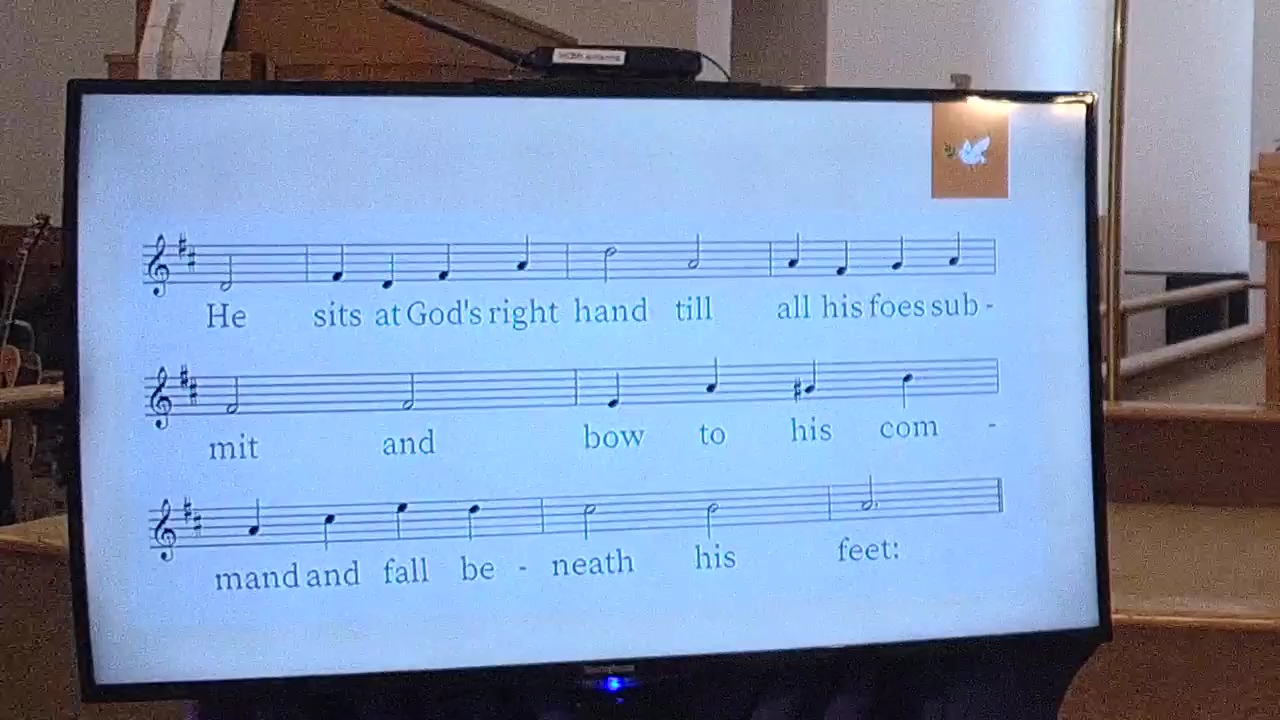 He sits at God's right hand till all his foes sub -
mit and bow to his com -
mand and fall be - neath his feet: